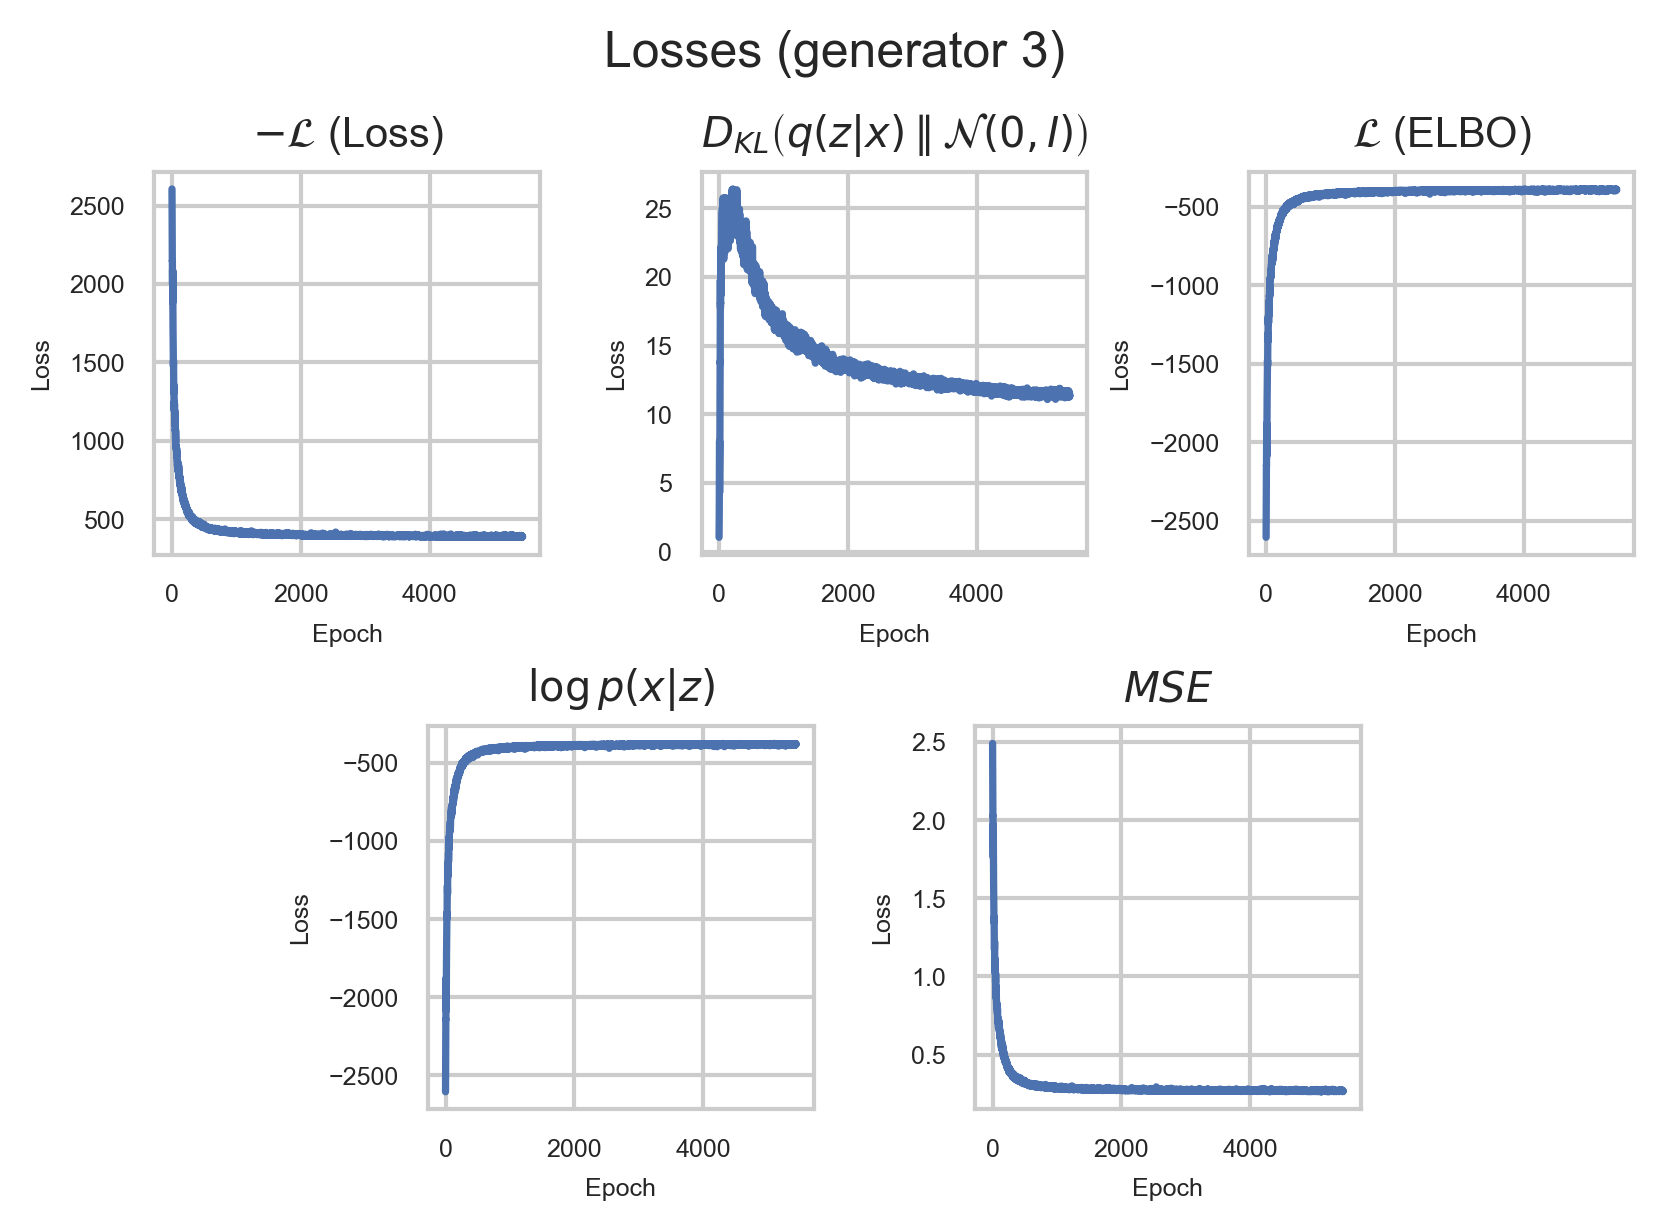 Losses (generator 3)
−ℒ (Loss)
2500
2000
1500
1000
500
Loss
0 2000 4000
Epoch
D_{KL}(q(z|x) ∥ 𝒩(0, I))
25
20
15
10
5
0
Loss
0 2000 4000
Epoch
ℒ (ELBO)
−500
−1000
−1500
−2000
−2500
Loss
0 2000 4000
Epoch
log p(x|z)
−500
−1000
−1500
−2000
−2500
Loss
0 2000 4000
Epoch
MSE
2.5
2.0
1.5
1.0
0.5
Loss
0 2000 4000
Epoch